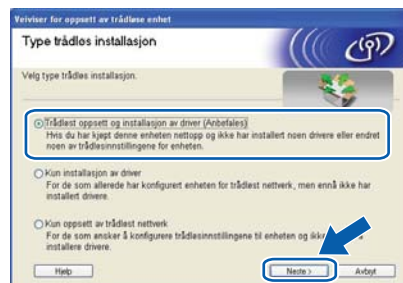 Veiviser for oppsett av trådløse enhet
Type trådløs installasjon
Velg type trådløs installasjon.
Trådløst oppsett og installasjon av driver (Anbefales)
Hvis du har kjøpt denne enheten nettopp og ikke har installert noen drivere eller endret
noen av trådløsinnstillingene for enheten.
Kun installasjon av driver
For de som allerede har konfigurert enheten for trådløst nettverk, men ennå ikke har
installert drivere.
Kun oppsett av trådløst nettverk
For de som ønsker å konfigurere trådløsinnstillingene til enheten og ikke
installere drivere.
Hjelp
Neste >
Avbryt